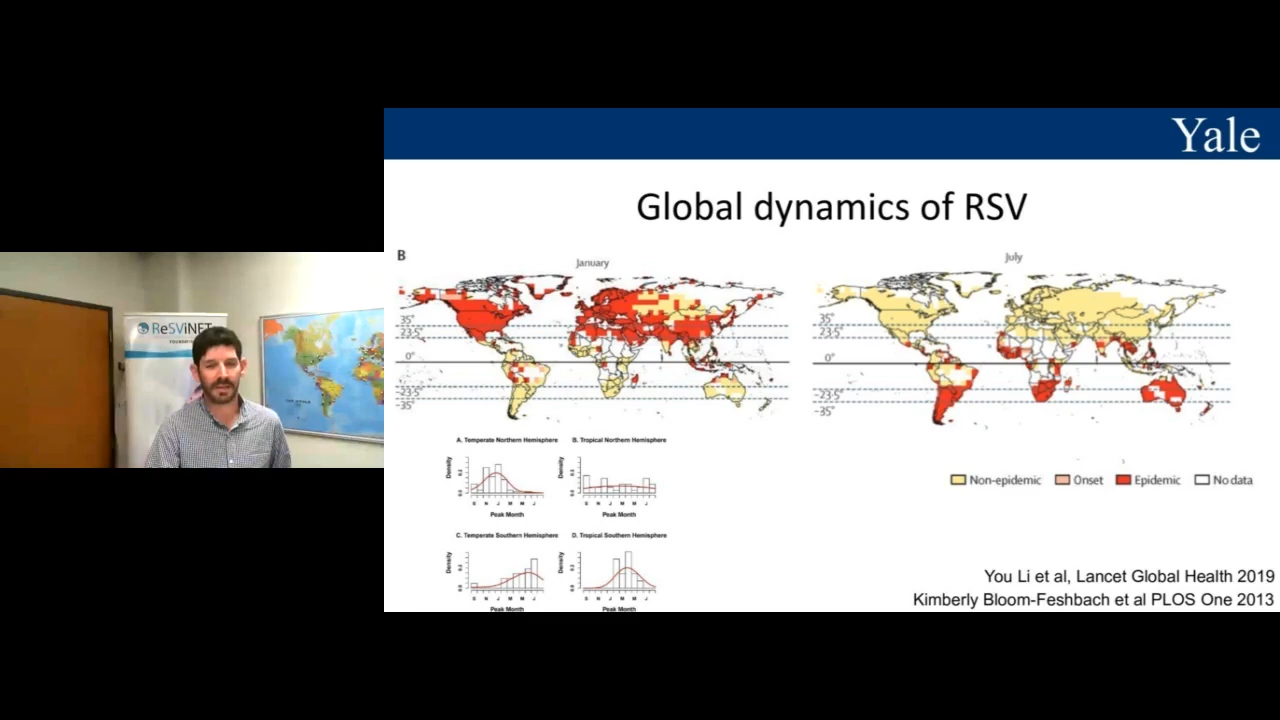 Yale
Global dynamics of RSV
B
January
July
35°
23.5°
0°
-23.5°
-35°
35°
23.5°
0°
-23.5°
-35°
Non-epidemic
Onset
Epidemic
No data
A. Temperate Northern Hemisphere
B. Tropical Northern Hemisphere
Density
Density
S N J M M J
S N J M M J
Peak Month
Peak Month
C. Temperate Southern Hemisphere
D. Tropical Southern Hemisphere
Density
Density
S N J M M J
S N J M M J
Peak Month
Peak Month
You Li et al, Lancet Global Health 2019
Kimberly Bloom-Feshbach et al PLOS One 2013
ReSViNET